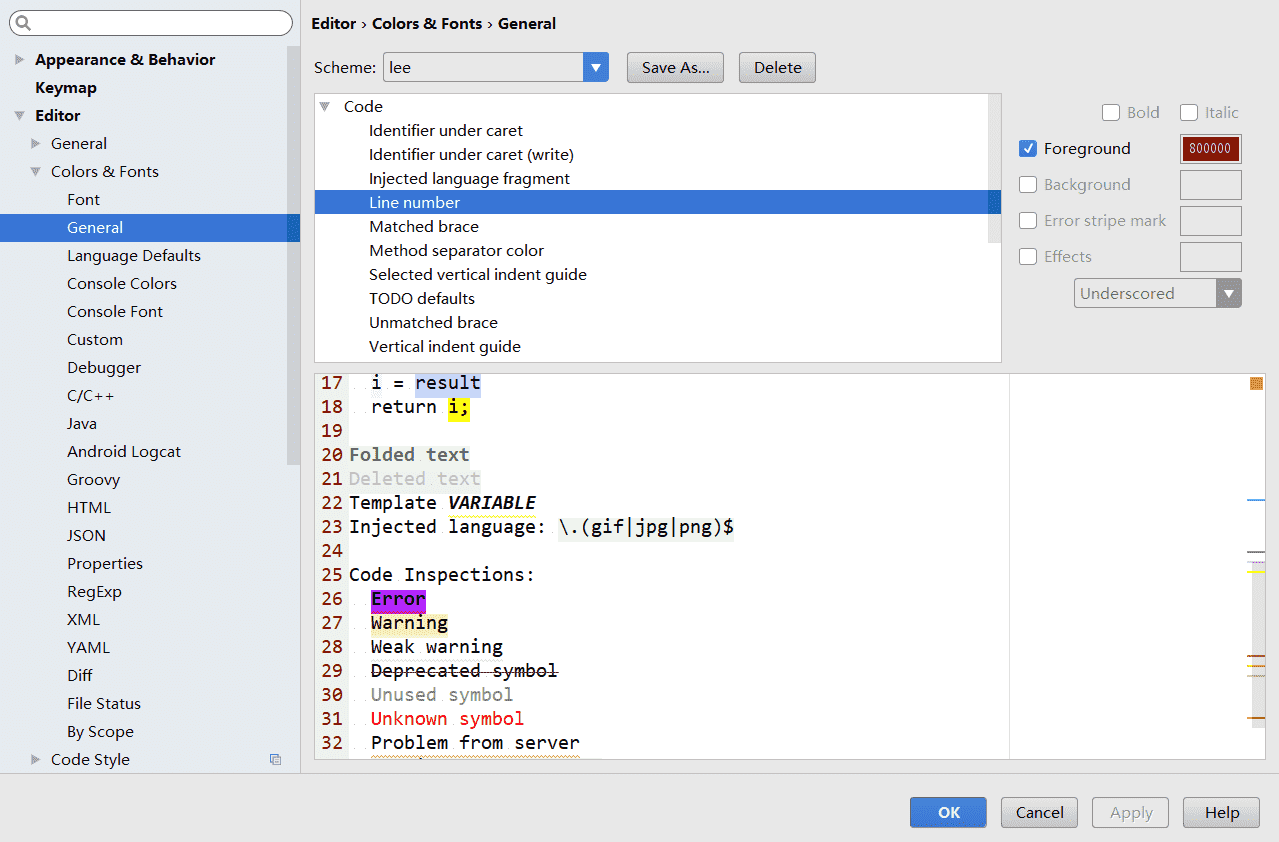 Appearance & Behavior
Keymap
Editor
General
Colors & Fonts
Font
General
Language Defaults
Console Colors
Console Font
Custom
Debugger
C/C++
Java
Android Logcat
Groovy
HTML
JSON
Properties
RegExp
XML
YAML
Diff
File Status
By Scope
Code Style
Editor › Colors & Fonts › General
Scheme: lee Save As... Delete
Code
Identifier under caret
Identifier under caret (write)
Injected language fragment
Line number
Matched brace
Method separator color
Selected vertical indent guide
TODO defaults
Unmatched brace
Vertical indent guide
Bold Italic
Foreground 800000
Background
Error stripe mark
Effects
Underscored
17 i = result
18 return i;
19
20 Folded text
21 Deleted text
22 Template VARIABLE
23 Injected language: \.(gif|jpg|png)$
24
25 Code Inspections:
26 Error
27 Warning
28 Weak warning
29 Deprecated symbol
30 Unused symbol
31 Unknown symbol
32 Problem from server
OK Cancel Apply Help